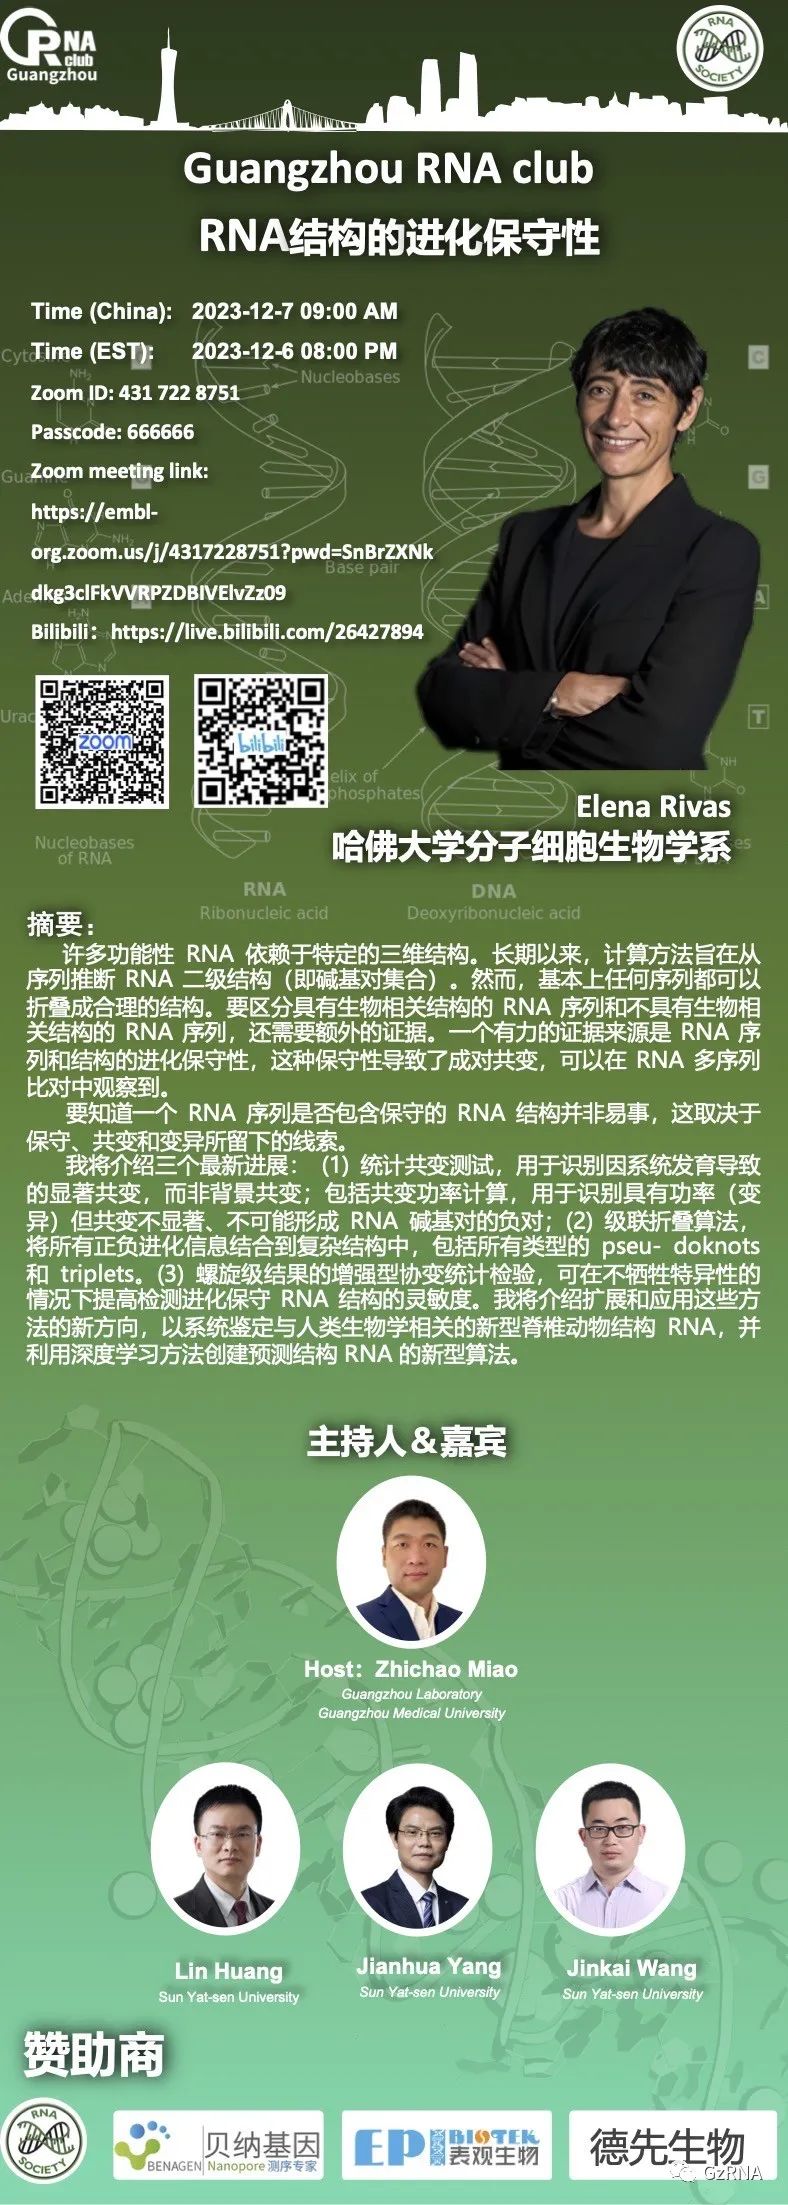 RNA
club
Guangzhou
RNA
SOCIETY
Guangzhou RNA club
RNA结构的进化保守性
Time (China): 2023-12-7 09:00 AM
Time (EST): 2023-12-6 08:00 PM
Zoom ID: 431 722 8751
Passcode: 666666
Zoom meeting link:
https://embl-
org.zoom.us/j/4317228751?pwd=SnBrZXNk
dkg3clFkVVRPZDBIVElvZz09
Bilibili：https://live.bilibili.com/26427894
Nucleobases
NH₂
C
G
NH₂
Base pair
H₂N
A
T
NH
elix of
phosphates
zoom
bilibili
Nucleobases
of RNA
RNA
Ribonucleic acid
DNA
Deoxyribonucleic acid
Elena Rivas
哈佛大学分子细胞生物学系
摘要：
许多功能性 RNA 依赖于特定的三维结构。长期以来，计算方法旨在从
序列推断 RNA 二级结构（即碱基对集合）。然而，基本上任何序列都可以
折叠成合理的结构。要区分具有生物相关结构的 RNA 序列和不具有生物相
关结构的 RNA 序列，还需要额外的证据。一个有力的证据来源是 RNA 序
列和结构的进化保守性，这种保守性导致了成对共变，可以在 RNA 多序列
比对中观察到。
要知道一个 RNA 序列是否包含保守的 RNA 结构并非易事，这取决于
保守、共变和变异所留下的线索。
我将介绍三个最新进展： (1) 统计共变测试，用于识别因系统发育导致
的显著共变，而非背景共变；包括共变功率计算，用于识别具有功率（变
异）但共变不显著、不可能形成 RNA 碱基对的负对；(2) 级联折叠算法，
将所有正负进化信息结合到复杂结构中，包括所有类型的 pseu- doknots
和 triplets。(3) 螺旋级结果的增强型协变统计检验，可在不牺牲特异性的
情况下提高检测进化保守 RNA 结构的灵敏度。我将介绍扩展和应用这些方
法的新方向，以系统鉴定与人类生物学相关的新型脊椎动物结构 RNA，并
利用深度学习方法创建预测结构 RNA 的新型算法。
主持人＆嘉宾
Host：Zhichao Miao
Guangzhou Laboratory
Guangzhou Medical University
Lin Huang
Sun Yat-sen University
Jianhua Yang
Sun Yat-sen University
Jinkai Wang
Sun Yat-sen University
赞助商
RNA
SOCIETY
BENAGEN
贝纳基因
Nanopore 测序专家
EPIBIOTEK
表观生物
德先生物
GzRNA